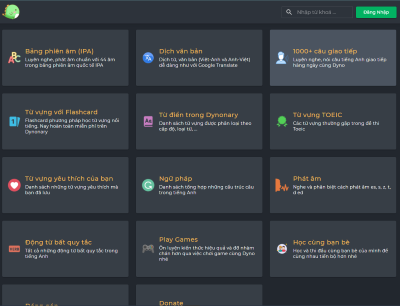 Nhập từ khoá ...
Đăng Nhập
Bảng phiên âm (IPA)
Luyện nghe, phát âm chuẩn với 44 âm
trong bảng phiên âm quốc tế IPA
Dịch văn bản
Dịch từ, văn bản (Việt-Anh và Anh-Việt)
dễ dàng như với Google Translate
1000+ câu giao tiếp
Luyện nghe, nói câu tiếng Anh giao tiếp
hàng ngày cùng Dyno
Từ vựng với Flashcard
Flashcard phương pháp học từ vựng nổi
tiếng. Nay hoàn toàn miễn phí trên
Dynonary
Từ điển trong Dynonary
Danh sách từ vựng được phân loại theo
cấp độ, loại từ,...
Từ vựng TOEIC
Các từ vựng thường gặp trong đề thi
Toeic
Từ vựng yêu thích của bạn
Danh sách những từ vựng yêu thích mà
bạn đã lưu
Ngữ pháp
Danh sách tổng hợp những cấu trúc câu
trong tiếng Anh
Phát âm
Nghe và phân biệt cách phát âm es, s, z, t,
d ed
Động từ bất quy tắc
Tất cả những động từ bất quy tắc trong
tiếng Anh
Play Games
Ôn luyện kiến thức hiệu quả và đỡ nhàm
chán hơn qua việc chơi game cùng Dyno
nhé
Học cùng bạn bè
Học và thi đấu cùng bạn bè của mình để
cùng nhau tiến bộ hơn nhé
Donate